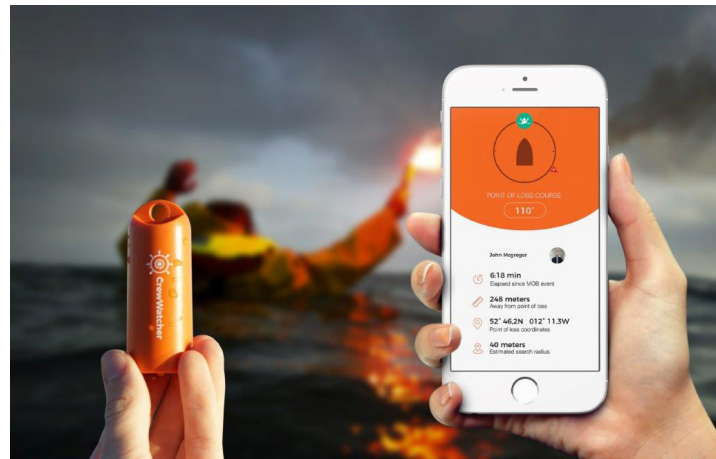 CrewWatcher
POINT OF LOSS COURSE
110°
John Mcgregor
6:18 min
Elapsed since MOB event
248 meters
Away from point of loss
52° 46,2N 012° 11,3W
Point of loss coordinates
40 meters
Estimated search radius